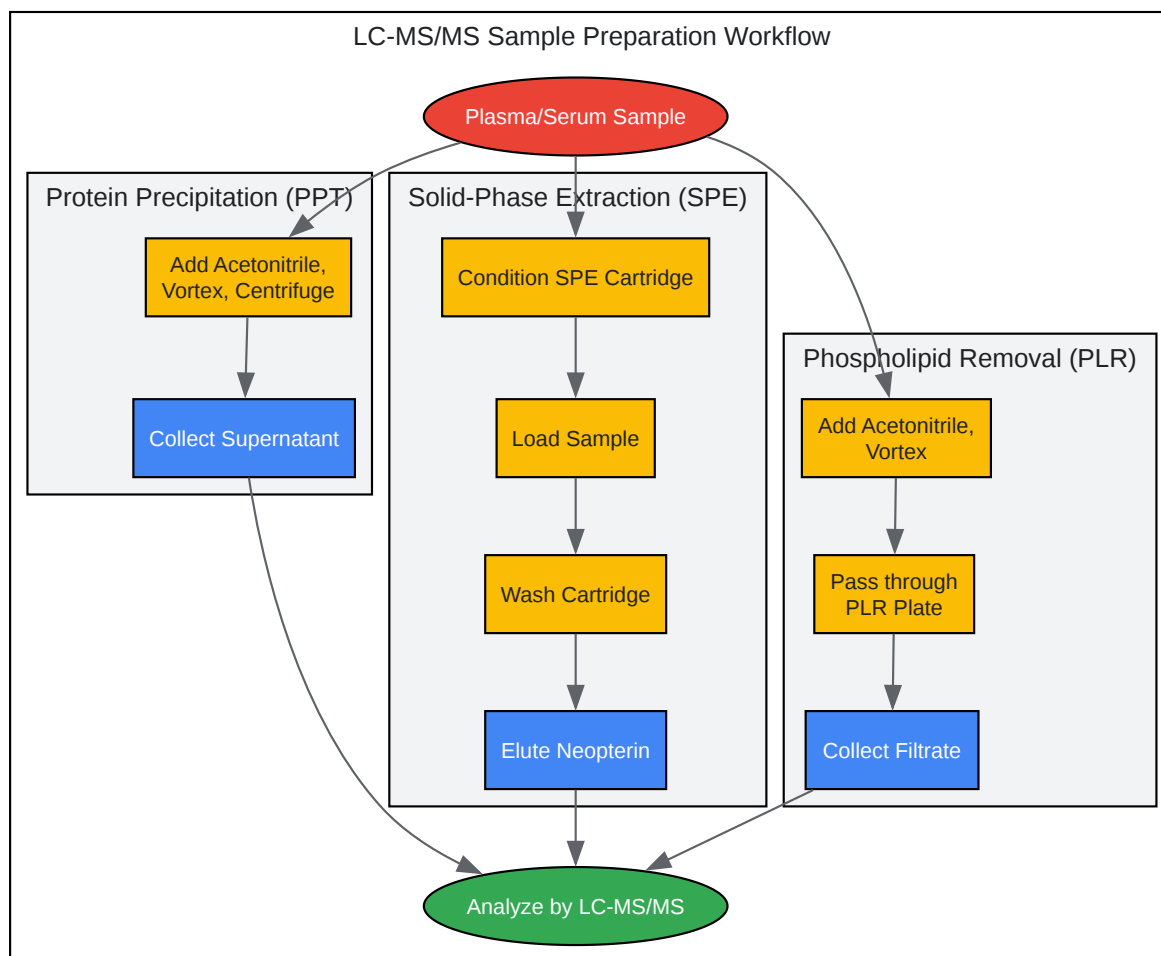 LC-MS/MS Sample Preparation Workflow
Plasma/Serum Sample
Protein Precipitation (PPT)
Add Acetonitrile,
Vortex, Centrifuge
Collect Supernatant
Solid-Phase Extraction (SPE)
Condition SPE Cartridge
Load Sample
Wash Cartridge
Elute Neopterin
Phospholipid Removal (PLR)
Add Acetonitrile,
Vortex
Pass through
PLR Plate
Collect Filtrate
Analyze by LC-MS/MS